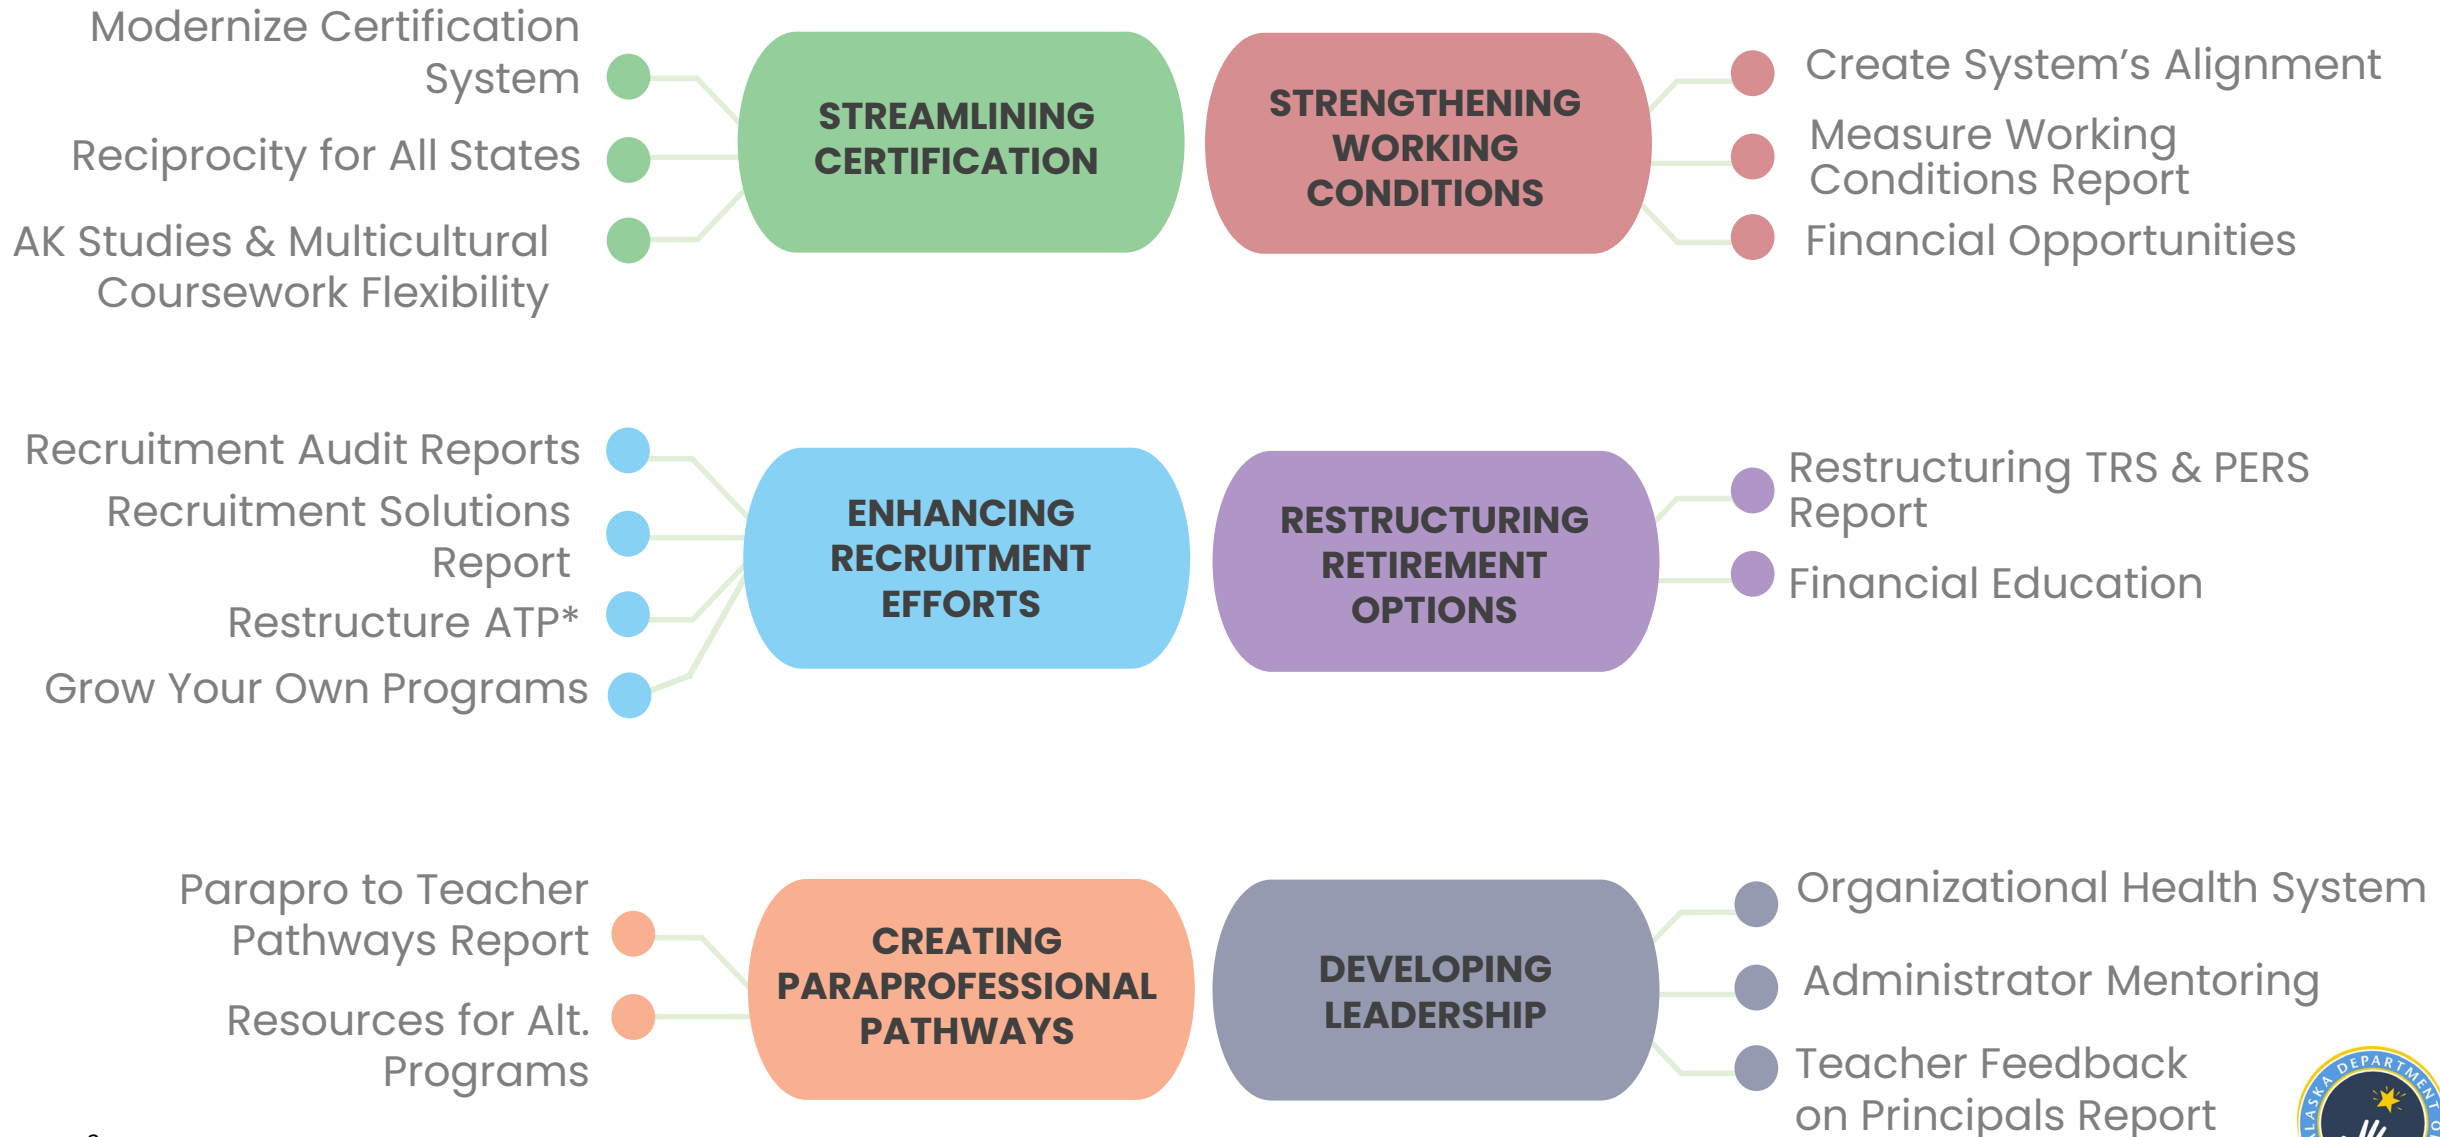 Modernize Certification
System
Reciprocity for All States
AK Studies & Multicultural
Coursework Flexibility
STREAMLINING
CERTIFICATION
STRENGTHENING
WORKING
CONDITIONS
Create System’s Alignment
Measure Working
Conditions Report
Financial Opportunities
Recruitment Audit Reports
Recruitment Solutions
Report
Restructure ATP*
Grow Your Own Programs
ENHANCING
RECRUITMENT
EFFORTS
RESTRUCTURING
RETIREMENT
OPTIONS
Restructuring TRS & PERS
Report
Financial Education
Parapro to Teacher
Pathways Report
Resources for Alt.
Programs
CREATING
PARAPROFESSIONAL
PATHWAYS
DEVELOPING
LEADERSHIP
Organizational Health System
Administrator Mentoring
Teacher Feedback
on Principals Report
DEPARTMENT